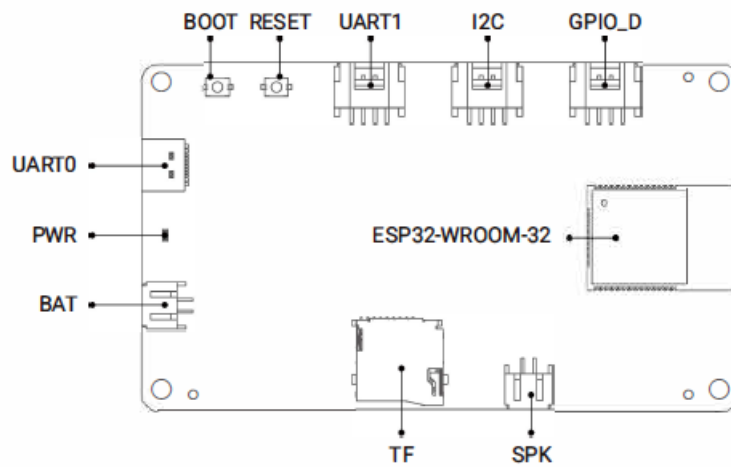 BOOT RESET UART1 I2C GPIO_D
UART0
PWR
ESP32-WROOM-32
BAT
TF
SPK